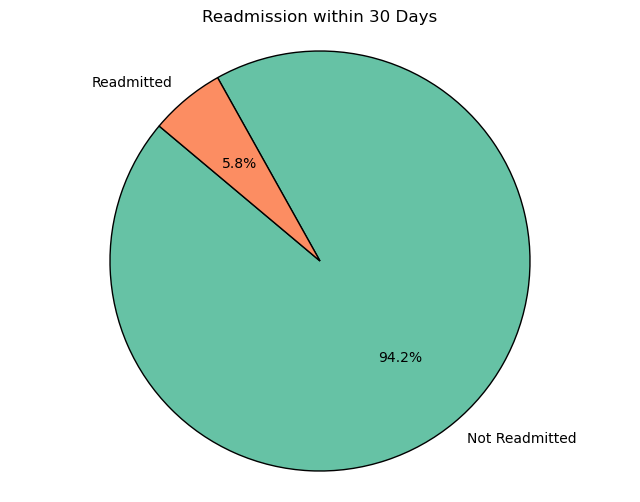 Readmission within 30 Days
Readmitted
5.8%
94.2%
Not Readmitted